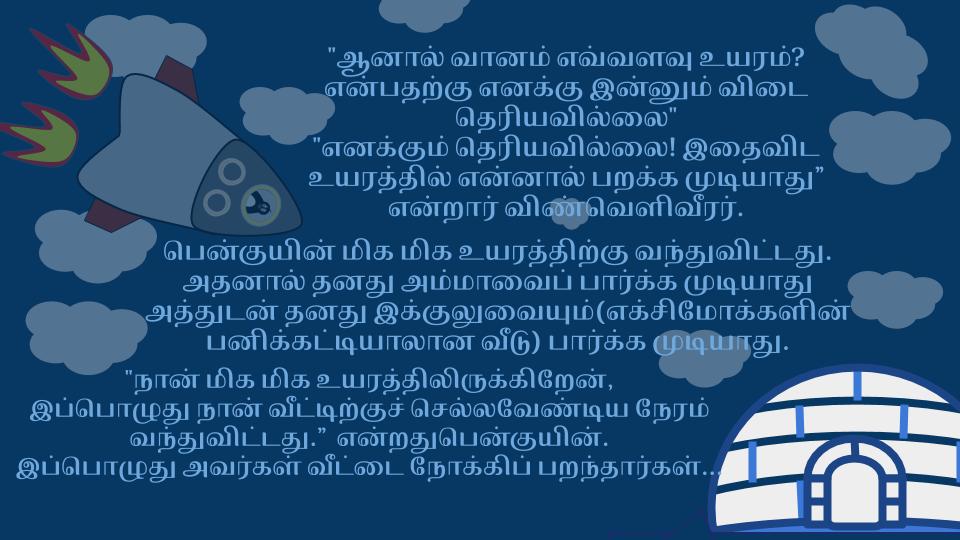 "ஆனால் வானம் எவ்வளவு உயரம்?
என்பதற்கு எனக்கு இன்னும் விடை
தெரியவில்லை"
"எனக்கும் தெரியவில்லை! இதைவிட
உயரத்தில் என்னால் பறக்க முடியாது”
என்றார் விண்வெளிவீரர்.
பென்குயின் மிக மிக உயரத்திற்கு வந்துவிட்டது.
அதனால் தனது அம்மாவைப் பார்க்க முடியாது
அத்துடன் தனது இக்குலுவையும்(எக்சிமோக்களின்
பனிக்கட்டியாலான வீடு) பார்க்க முடியாது.
"நான் மிக மிக உயரத்திலிருக்கிறேன்,
இப்பொழுது நான் வீட்டிற்குச் செல்லவேண்டிய நேரம்
வந்துவிட்டது.” என்றதுபென்குயின்.
இப்பொழுது அவர்கள் வீட்டை நோக்கிப் பறந்தார்கள்...